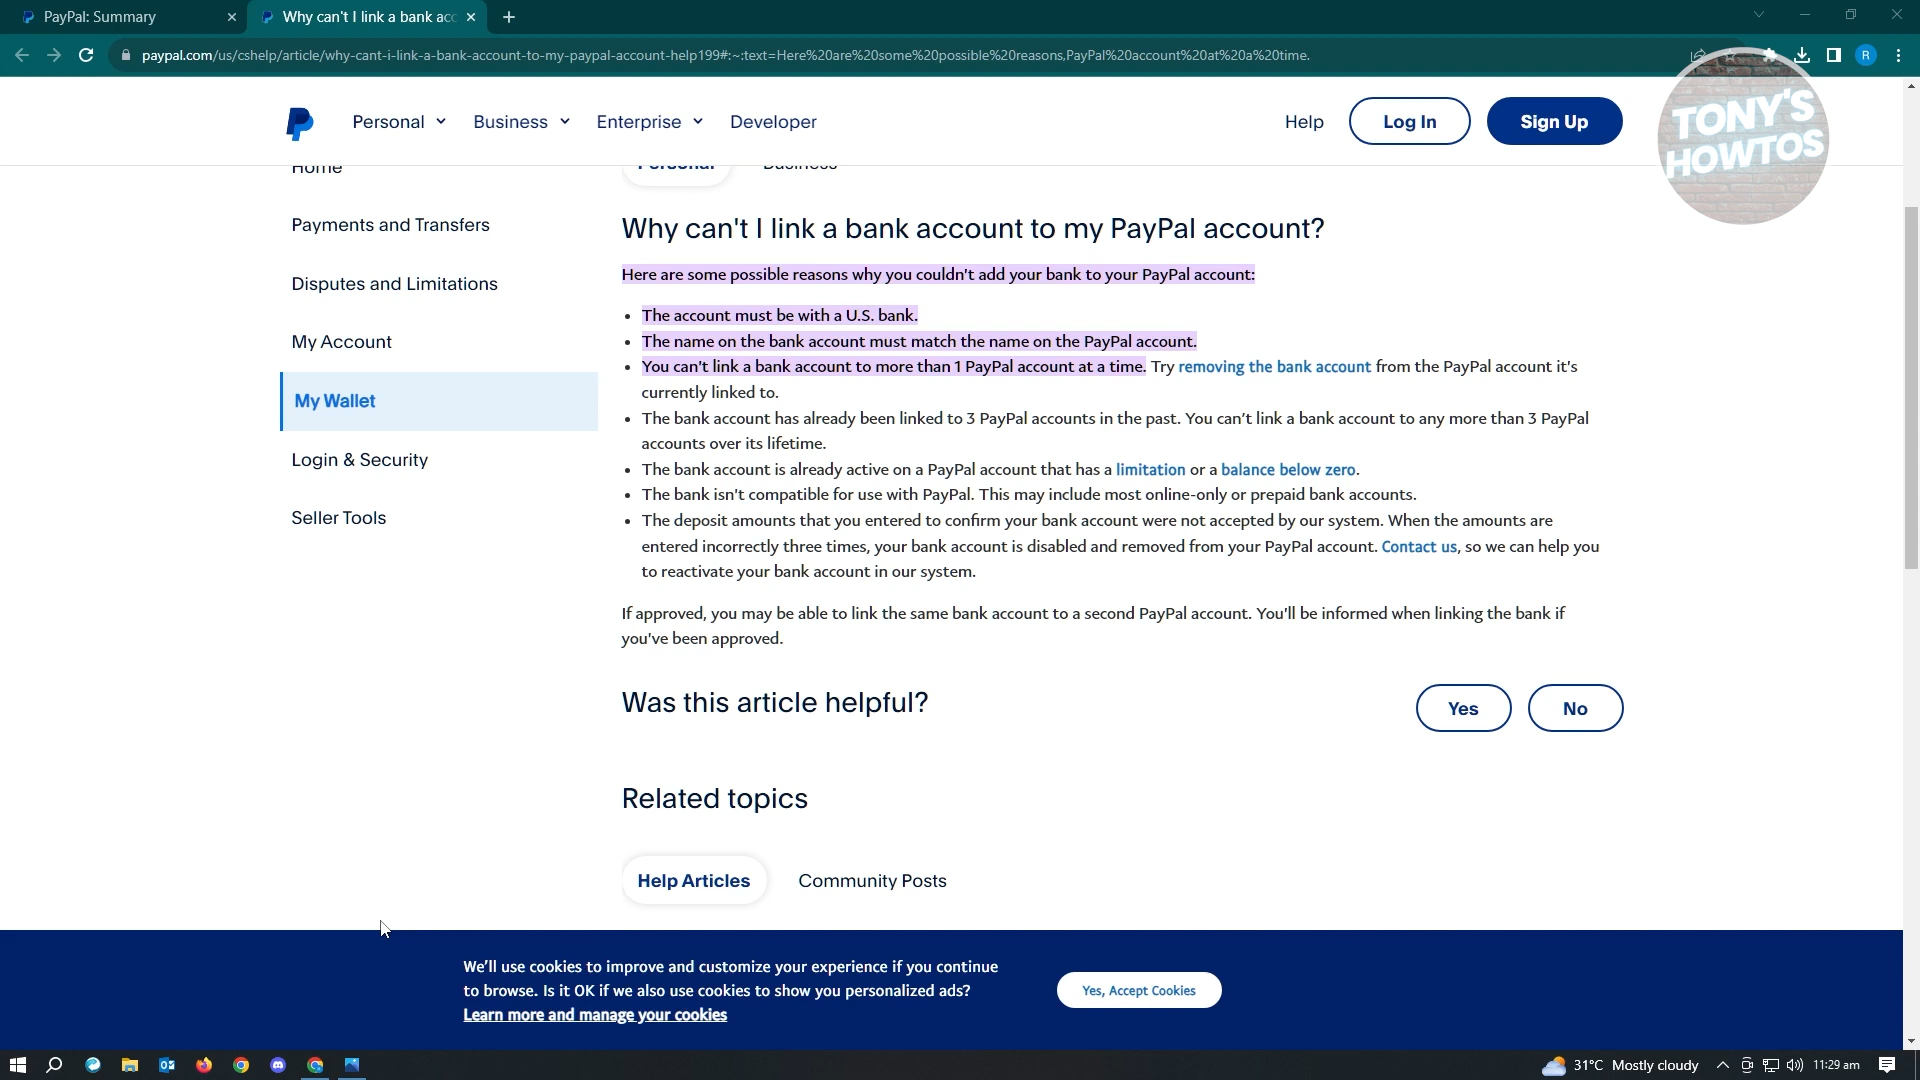 PayPal: Summary
Why can't I link a bank acc
paypal.com/us/cshelp/article/why-cant-i-link-a-bank-account-to-my-paypal-account-help199#:~:text=Here%20are%20some%20possible%20reasons,PayPal%20account%20at%20a%20time.
R
TONY'S
HOWTOS
Personal
Business
Enterprise
Developer
Help
Log In
Sign Up
Home
Personal
Business
Payments and Transfers
Disputes and Limitations
My Account
My Wallet
Login & Security
Seller Tools
Why can't I link a bank account to my PayPal account?
Here are some possible reasons why you couldn't add your bank to your PayPal account:
• The account must be with a U.S. bank.
• The name on the bank account must match the name on the PayPal account.
• You can't link a bank account to more than 1 PayPal account at a time. Try removing the bank account from the PayPal account it's
currently linked to.
• The bank account has already been linked to 3 PayPal accounts in the past. You can't link a bank account to any more than 3 PayPal
accounts over its lifetime.
• The bank account is already active on a PayPal account that has a limitation or a balance below zero.
• The bank isn't compatible for use with PayPal. This may include most online-only or prepaid bank accounts.
• The deposit amounts that you entered to confirm your bank account were not accepted by our system. When the amounts are
entered incorrectly three times, your bank account is disabled and removed from your PayPal account. Contact us, so we can help you
to reactivate your bank account in our system.
If approved, you may be able to link the same bank account to a second PayPal account. You'll be informed when linking the bank if
you've been approved.
Was this article helpful?
Yes
No
Related topics
Help Articles
Community Posts
We'll use cookies to improve and customize your experience if you continue
to browse. Is it OK if we also use cookies to show you personalized ads?
Learn more and manage your cookies
Yes, Accept Cookies
31°C Mostly cloudy
11:29 am